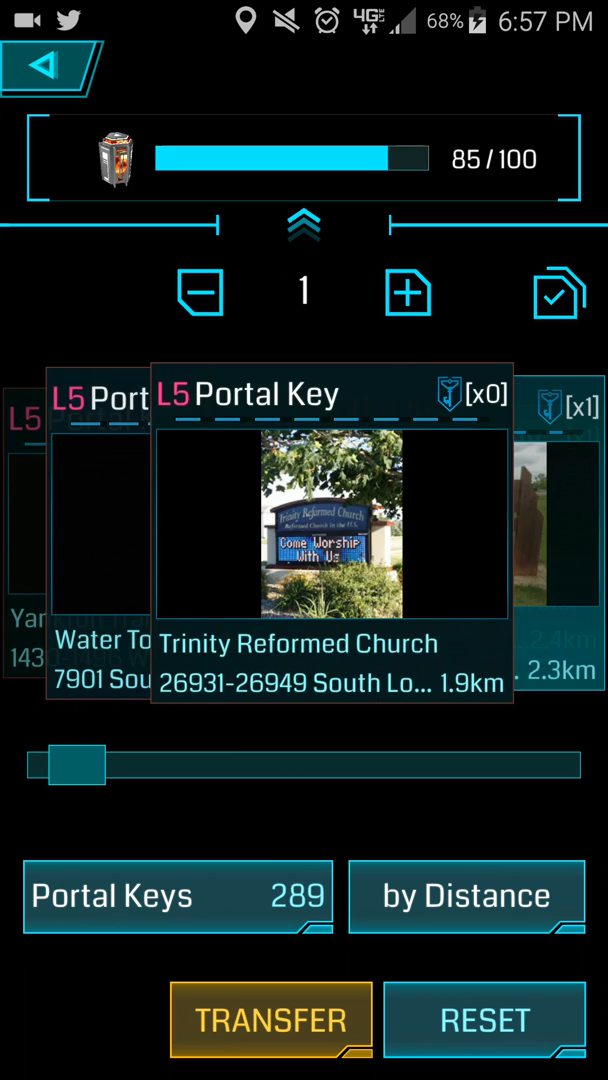 4G LTE 68% 6:57 PM
85/100
1
L5 Port
L5 Portal Key [x0]
[x1]
Trinity Reformed Church
Reformed Church in the U.S.
Come Worship
With Us
Water To
7901 Sou
Trinity Reformed Church
26931-26949 South Lo... 1.9km
...2.4km
. 2.3km
Portal Keys 289
by Distance
TRANSFER
RESET